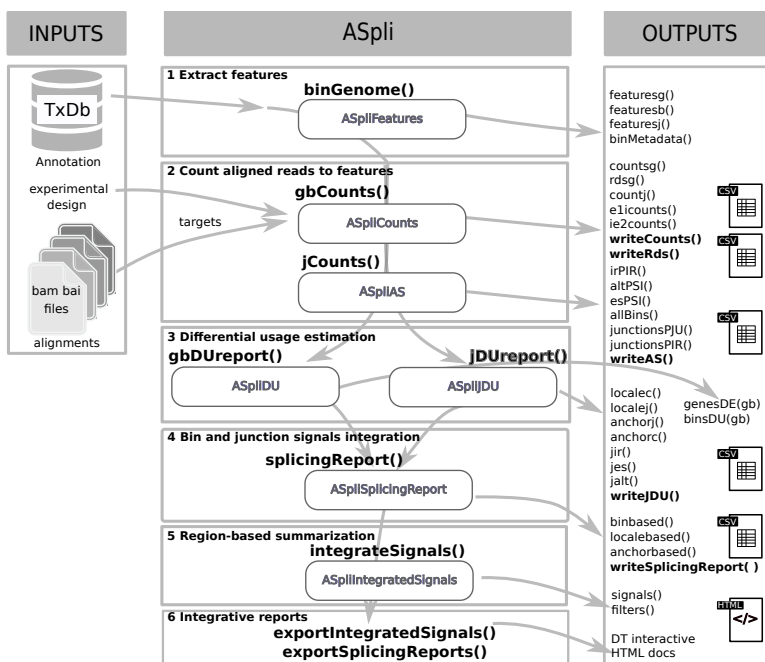 INPUTS
ASpli
OUTPUTS
TxDb
Annotation
experimental
design
targets
bam bai
files
alignments
1 Extract features
binGenome()
ASpliFeatures
2 Count aligned reads to features
gbCounts()
ASpliCounts
jCounts()
ASpliAS
3 Differential usage estimation
gbDUreport()
jDUreport()
ASpliDU
ASpliJDU
4 Bin and junction signals integration
splicingReport()
ASpliSplicingReport
5 Region-based summarization
integrateSignals()
ASpliIntegratedSignals
6 Integrative reports
exportIntegratedSignals()
exportSplicingReports()
featuresg()
featuresb()
featuresj()
binMetadata()
countsg()
rdsg()
countj()
e1icounts()
ie2counts()
writeCounts()
writeRds()
CSV
CSV
irPIR()
altPSI()
esPSI()
allBins()
junctionsPJU()
junctionsPIR()
writeAS()
CSV
localec()
localej()
anchorj()
anchorc()
jir()
jes()
jalt()
writeJDU()
genesDE(gb)
binsDU(gb)
CSV
binbased()
localebased()
anchorbased()
writeSplicingReport( )
CSV
signals()
filters()
HTML
</>
DT interactive
HTML docs